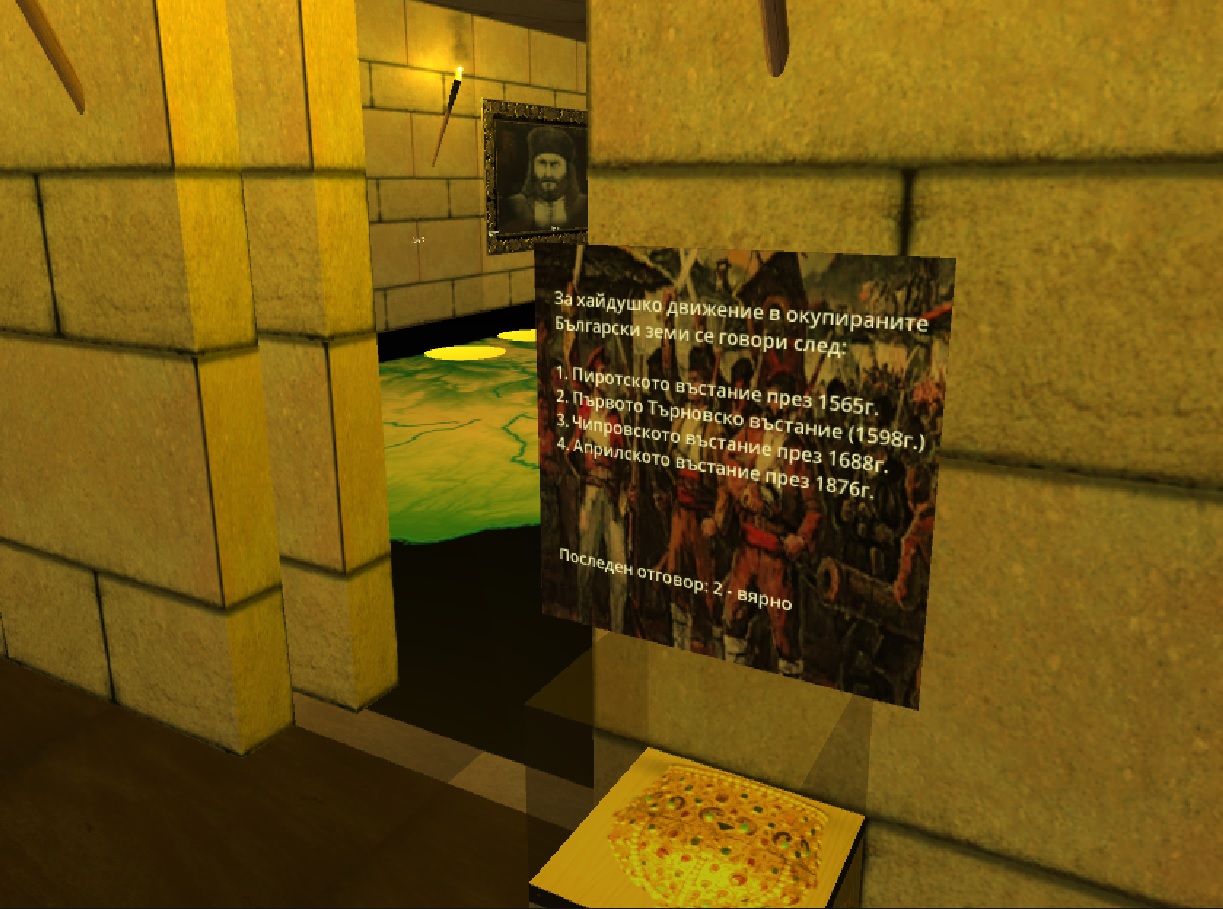 За хайдушко движение в окупираните
Български земи се говори след:
1. Пиротското въстание през 1565г.
2. Първото Търновско въстание (1598г.)
3. Чипровското въстание през 1688г.
4. Априлското въстание през 1876г.
Последен отговор: 2 - вярно